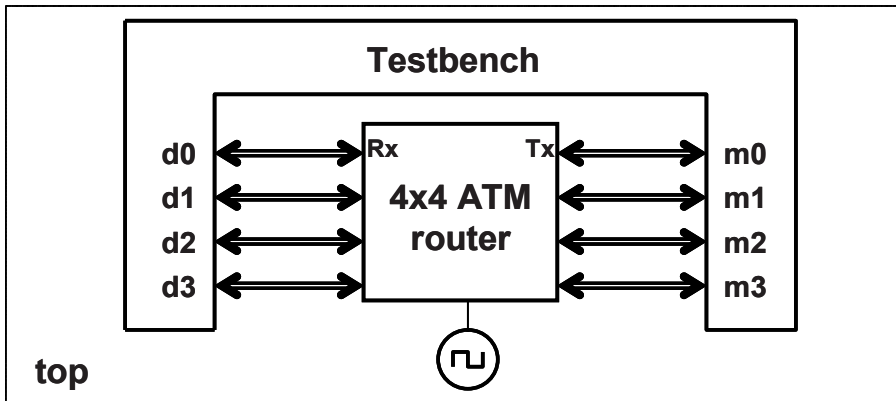 Testbench
d0
Rx
Tx
m0
d1
4x4 ATM
m1
d2
router
m2
d3
m3
top